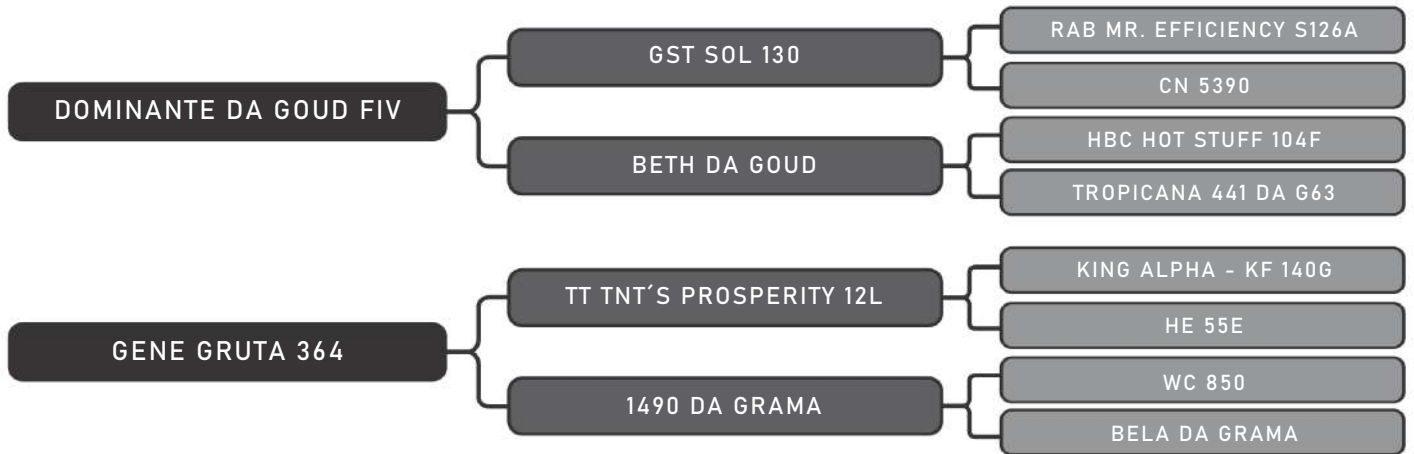 DOMINANTE DA GOUD FIV
GST SOL 130
RAB MR. EFFICIENCY S126A
CN 5390
BETH DA GOUD
HBC HOT STUFF 104F
TROPICANA 441 DA G63
GENE GRUTA 364
TT TNT´S PROSPERITY 12L
KING ALPHA - KF 140G
HE 55E
1490 DA GRAMA
WC 850
BELA DA GRAMA